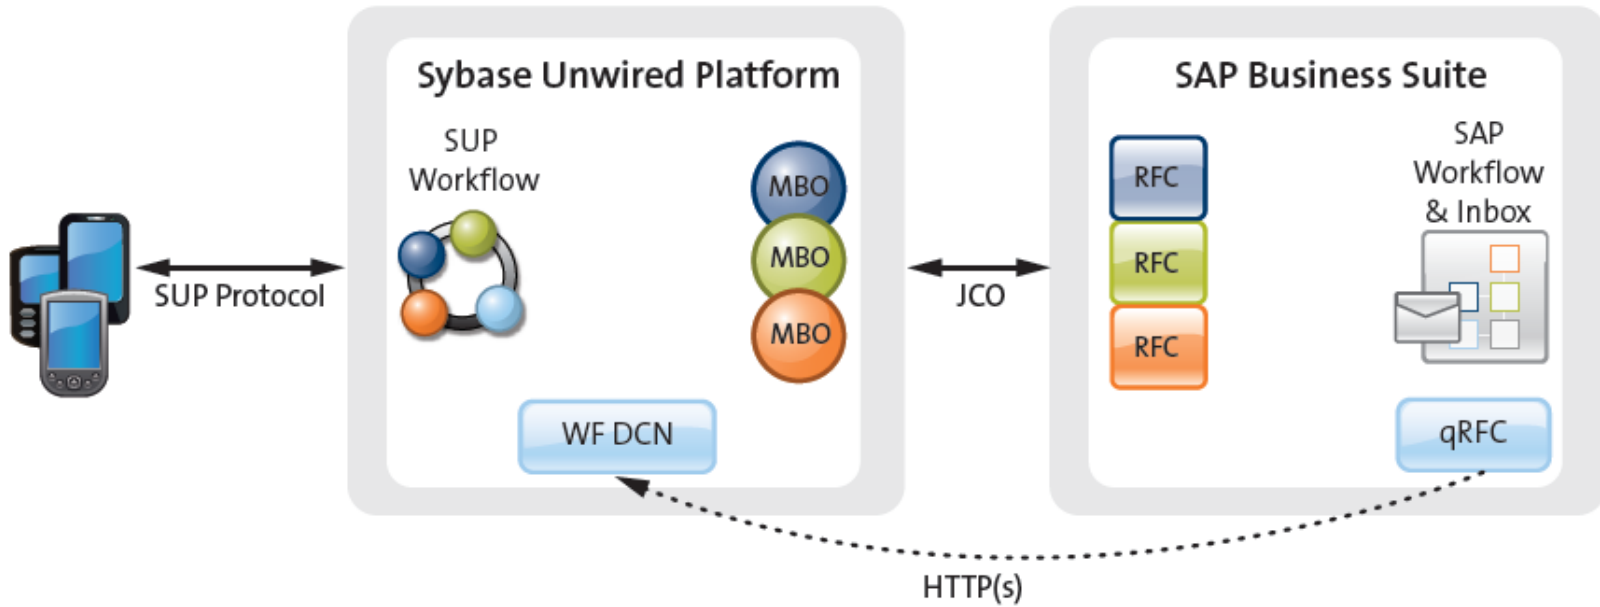 Sybase Unwired Platform
SUP
Workflow
MBO
MBO
MBO
WF DCN
SUP Protocol
JCO
SAP Business Suite
RFC
RFC
RFC
SAP
Workflow
& Inbox
qRFC
HTTP(s)